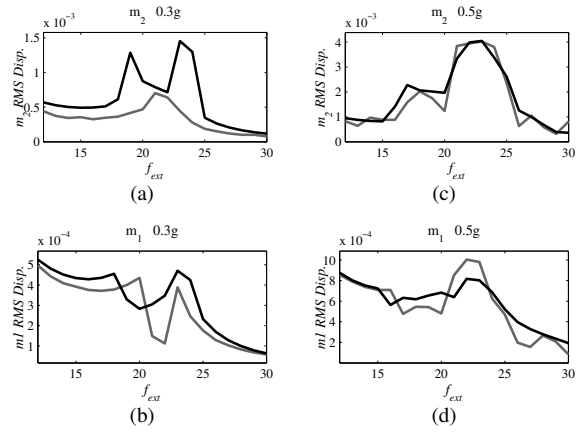 m2 0.3g
x 10^-3
1.5
1
0.5
0
m2 RMS Disp.
15 20 25 30
f_ext
(a)
m2 0.5g
x 10^-3
4
3
2
1
0
m2 RMS Disp.
15 20 25 30
f_ext
(c)
m1 0.3g
x 10^-4
5
4
3
2
1
m1 RMS Disp.
15 20 25 30
f_ext
(b)
m1 0.5g
x 10^-4
10
8
6
4
2
m1 RMS Disp.
15 20 25 30
f_ext
(d)